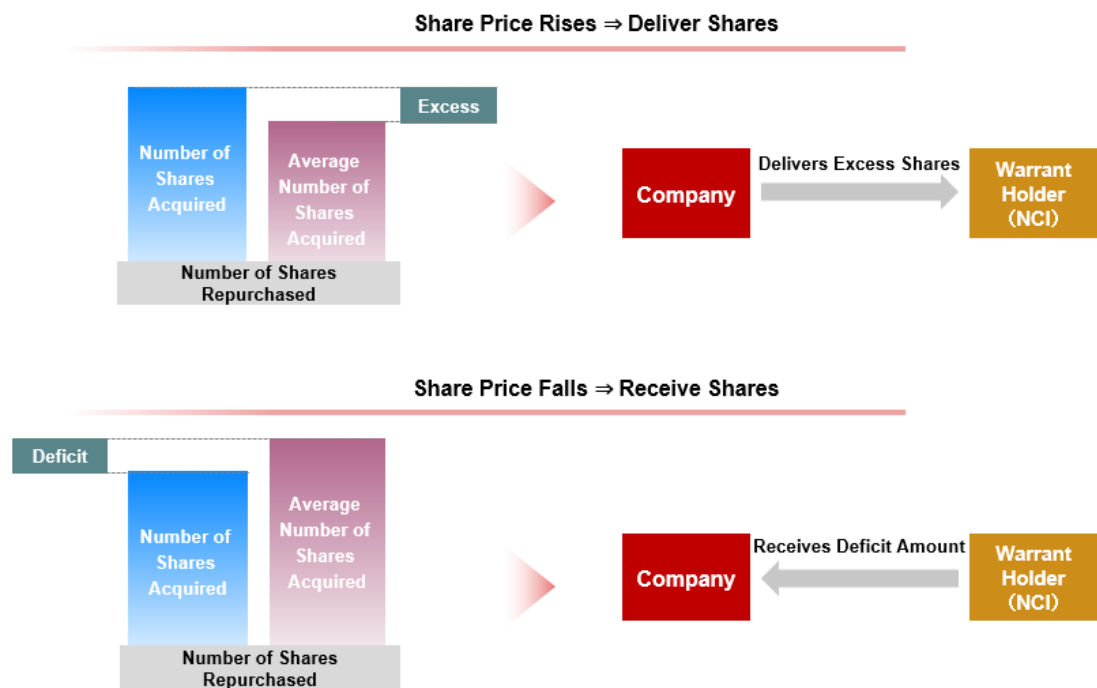 Share Price Rises ⇒ Deliver Shares
Excess
Number of
Shares
Acquired
Average
Number of
Shares
Acquired
Number of Shares
Repurchased
Company
Delivers Excess Shares
Warrant
Holder
（NCI）
Share Price Falls ⇒ Receive Shares
Deficit
Number of
Shares
Acquired
Average
Number of
Shares
Acquired
Number of Shares
Repurchased
Company
Receives Deficit Amount
Warrant
Holder
（NCI）